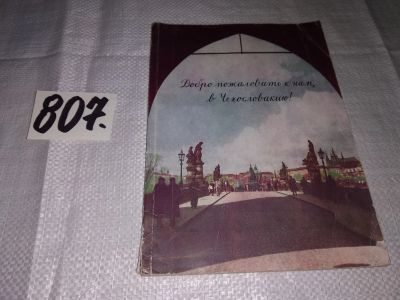 807.
Добро пожаловать к нам,
в Чехословакию!